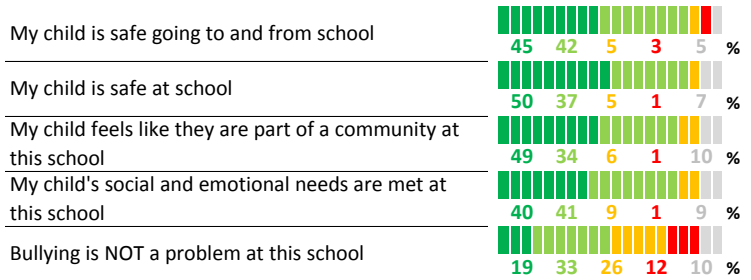 My child is safe going to and from school
45 42 5 3 5 %
My child is safe at school
50 37 5 1 7 %
My child feels like they are part of a community at
this school
49 34 6 1 10 %
My child's social and emotional needs are met at
this school
40 41 9 1 9 %
Bullying is NOT a problem at this school
19 33 26 12 10 %